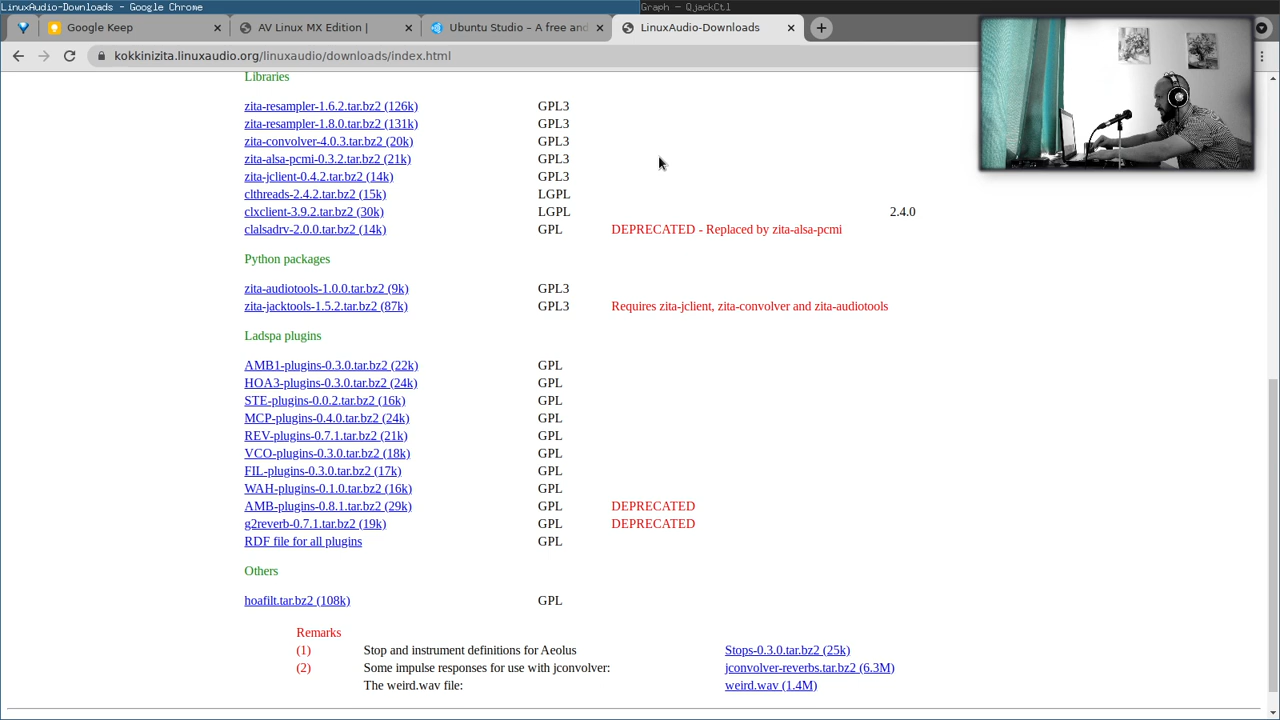 LinuxAudio-Downloads - Google Chrome
Graph - QjackCtl
Google Keep
AV Linux MX Edition |
Ubuntu Studio – A free and
LinuxAudio-Downloads
kokkinizita.linuxaudio.org/linuxaudio/downloads/index.html
Libraries
zita-resampler-1.6.2.tar.bz2 (126k) GPL3
zita-resampler-1.8.0.tar.bz2 (131k) GPL3
zita-convolver-4.0.3.tar.bz2 (20k) GPL3
zita-alsa-pcmi-0.3.2.tar.bz2 (21k) GPL3
zita-jclient-0.4.2.tar.bz2 (14k) GPL3
clthreads-2.4.2.tar.bz2 (15k) LGPL
clxclient-3.9.2.tar.bz2 (30k) LGPL 2.4.0
clalsadrv-2.0.0.tar.bz2 (14k) GPL DEPRECATED - Replaced by zita-alsa-pcmi
Python packages
zita-audiotools-1.0.0.tar.bz2 (9k) GPL3
zita-jacktools-1.5.2.tar.bz2 (87k) GPL3 Requires zita-jclient, zita-convolver and zita-audiotools
Ladspa plugins
AMB1-plugins-0.3.0.tar.bz2 (22k) GPL
HOA3-plugins-0.3.0.tar.bz2 (24k) GPL
STE-plugins-0.0.2.tar.bz2 (16k) GPL
MCP-plugins-0.4.0.tar.bz2 (24k) GPL
REV-plugins-0.7.1.tar.bz2 (21k) GPL
VCO-plugins-0.3.0.tar.bz2 (18k) GPL
FIL-plugins-0.3.0.tar.bz2 (17k) GPL
WAH-plugins-0.1.0.tar.bz2 (16k) GPL
AMB-plugins-0.8.1.tar.bz2 (29k) GPL DEPRECATED
g2reverb-0.7.1.tar.bz2 (19k) GPL DEPRECATED
RDF file for all plugins GPL
Others
hoafilt.tar.bz2 (108k) GPL
Remarks
(1) Stop and instrument definitions for Aeolus Stops-0.3.0.tar.bz2 (25k)
(2) Some impulse responses for use with jconvolver: jconvolver-reverbs.tar.bz2 (6.3M)
The weird.wav file: weird.wav (1.4M)